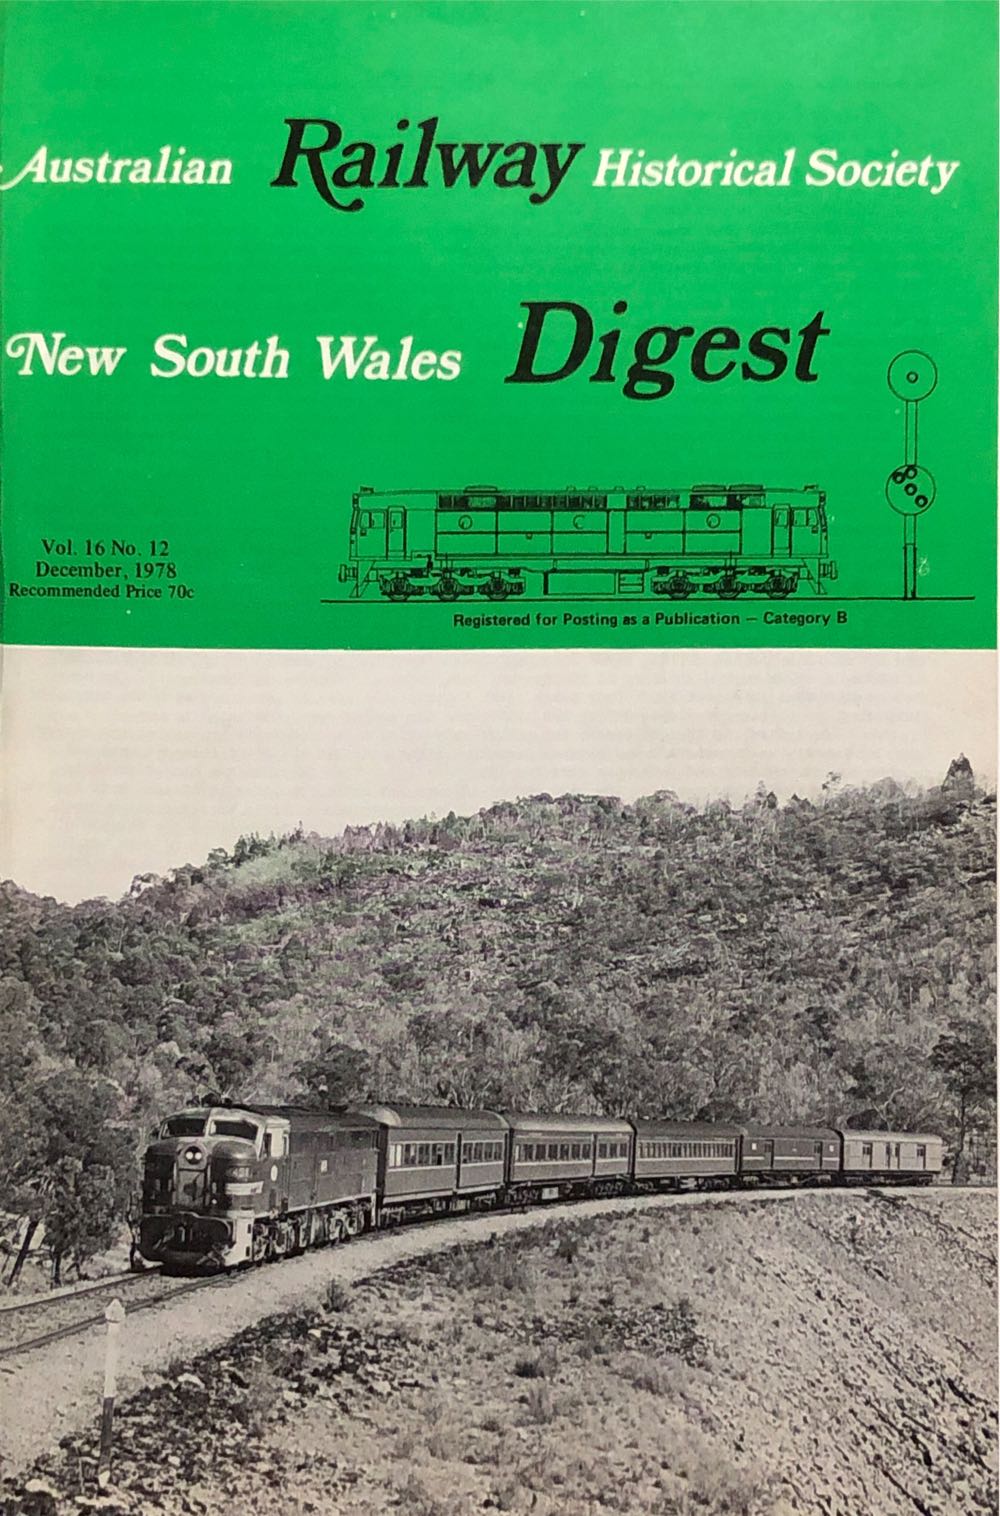 Australian Railway Historical Society
New South Wales Digest
Vol. 16 No. 12
December, 1978
Recommended Price 70c
Registered for Posting as a Publication — Category B